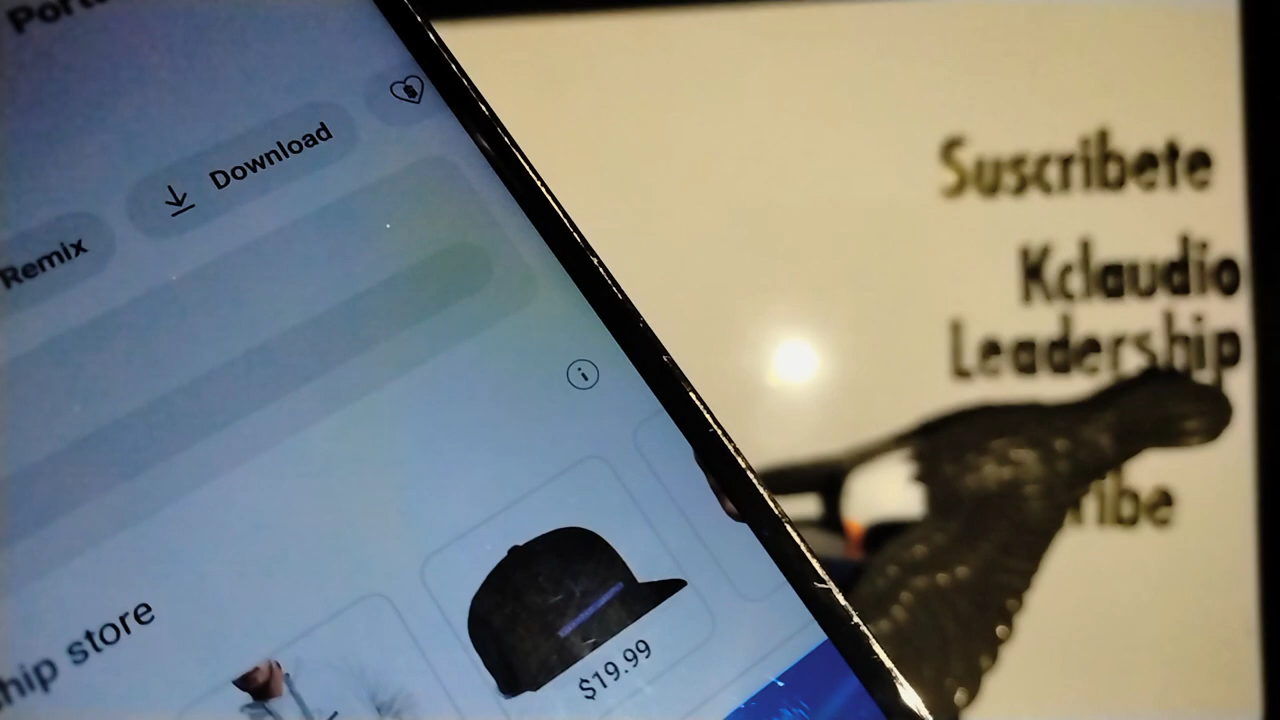 Download
Remix
hip store
$19.99
Suscribete
Kclaudio
Leadership
ribe